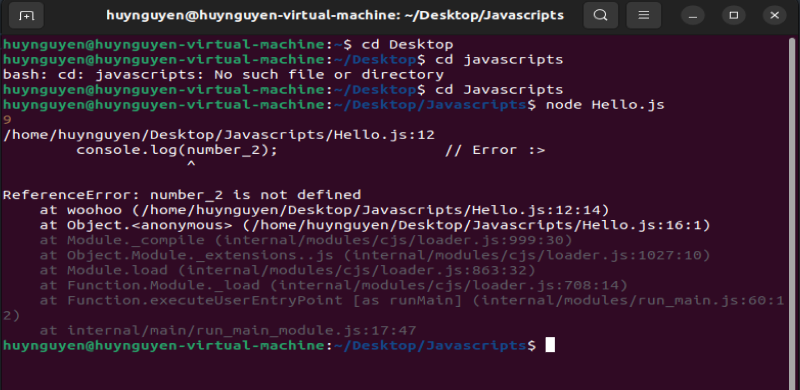 huynguyen@huynguyen-virtual-machine: ~/Desktop/Javascripts
huynguyen@huynguyen-virtual-machine:~$ cd Desktop
huynguyen@huynguyen-virtual-machine:~/Desktop$ cd javascripts
bash: cd: javascripts: No such file or directory
huynguyen@huynguyen-virtual-machine:~/Desktop$ cd Javascripts
huynguyen@huynguyen-virtual-machine:~/Desktop/Javascripts$ node Hello.js
9
/home/huynguyen/Desktop/Javascripts/Hello.js:12
        console.log(number_2);                    // Error :>
                    ^
ReferenceError: number_2 is not defined
    at woohoo (/home/huynguyen/Desktop/Javascripts/Hello.js:12:14)
    at Object.<anonymous> (/home/huynguyen/Desktop/Javascripts/Hello.js:16:1)
    at Module._compile (internal/modules/cjs/loader.js:999:30)
    at Object.Module._extensions..js (internal/modules/cjs/loader.js:1027:10)
    at Module.load (internal/modules/cjs/loader.js:863:32)
    at Function.Module._load (internal/modules/cjs/loader.js:708:14)
    at Function.executeUserEntryPoint [as runMain] (internal/modules/run_main.js:60:1
2)
    at internal/main/run_main_module.js:17:47
huynguyen@huynguyen-virtual-machine:~/Desktop/Javascripts$